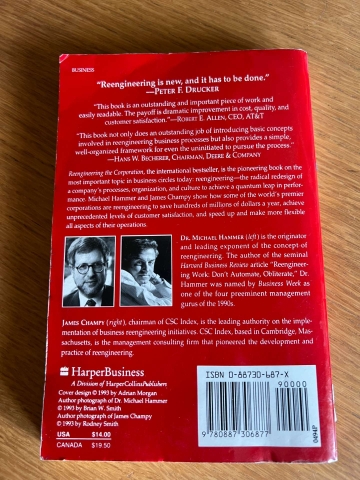 BUSINESS
"Reengineering is new, and it has to be done."
—PETER F. DRUCKER
"This book is an outstanding and important piece of work and
easily readable. The payoff is dramatic improvement in cost, quality, and
customer satisfaction."—ROBERT E. ALLEN, CEO, AT&T
"This book not only does an outstanding job of introducing basic concepts
involved in reengineering business processes but also provides a simple,
well-organized framework for even the uninitiated to pursue the process."
—HANS W. BECHERER, CHAIRMAN, DEERE & COMPANY
Reengineering the Corporation, the international bestseller, is the pioneering book on the
most important topic in business circles today: reengineering—the radical redesign of
a company's processes, organization, and culture to achieve a quantum leap in perfor-
mance. Michael Hammer and James Champy show how some of the world's premier
corporations are reengineering to save hundreds of millions of dollars a year, achieve
unprecedented levels of customer satisfaction, and speed up and make more flexible
all aspects of their operations.
DR. MICHAEL HAMMER (left) is the originator
and leading exponent of the concept of
reengineering. The author of the seminal
Harvard Business Review article "Reengineer-
ing Work: Don't Automate, Obliterate," Dr.
Hammer was named by Business Week as
one of the four preeminent management
gurus of the 1990s.
JAMES CHAMPY (right), chairman of CSC Index, is the leading authority on the implem-
entation of business reengineering initiatives. CSC Index, based in Cambridge, Mas-
sachusetts, is the management consulting firm that pioneered the development and
practice of reengineering.
HarperBusiness
A Division of HarperCollinsPublishers
Cover design © 1993 by Adrian Morgan
Author photograph of Dr. Michael Hammer
© 1993 by Brian W. Smith
Author photograph of James Champy
© 1993 by Rodney Smith
USA $14.00
CANADA $19.50
ISBN 0-88730-687-X
90000
9 780887 306877
0494P